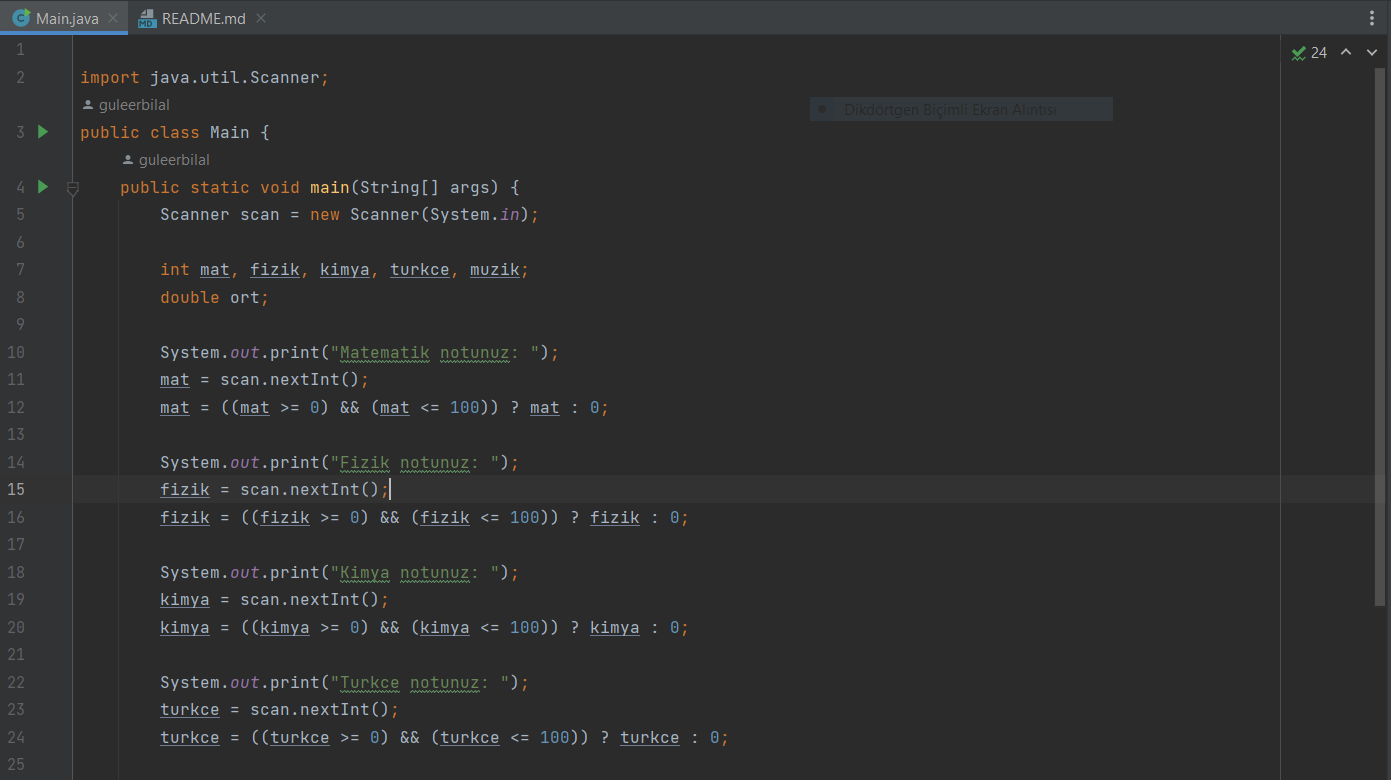 Main.java README.md
24
1
2 import java.util.Scanner;
guleerbilal
Dikdörtgen Biçimli Ekran Alıntısı
3 public class Main {
guleerbilal
4 public static void main(String[] args) {
5 Scanner scan = new Scanner(System.in);
6
7 int mat, fizik, kimya, turkce, muzik;
8 double ort;
9
10 System.out.print("Matematik notunuz: ");
11 mat = scan.nextInt();
12 mat = ((mat >= 0) && (mat <= 100)) ? mat : 0;
13
14 System.out.print("Fizik notunuz: ");
15 fizik = scan.nextInt();
16 fizik = ((fizik >= 0) && (fizik <= 100)) ? fizik : 0;
17
18 System.out.print("Kimya notunuz: ");
19 kimya = scan.nextInt();
20 kimya = ((kimya >= 0) && (kimya <= 100)) ? kimya : 0;
21
22 System.out.print("Turkce notunuz: ");
23 turkce = scan.nextInt();
24 turkce = ((turkce >= 0) && (turkce <= 100)) ? turkce : 0;
25